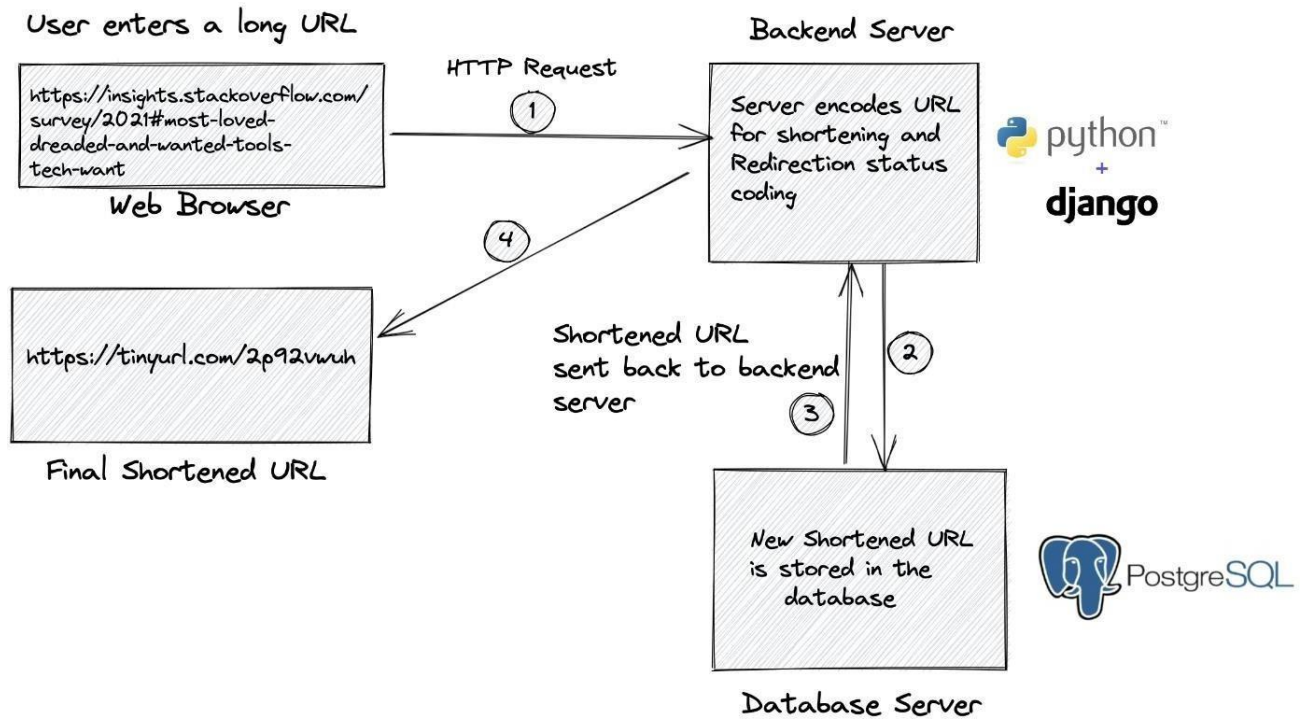 User enters a long URL
https://insights.stackoverflow.com/
survey/2021#most-loved-
dreaded-and-wanted-tools-
tech-want
Web Browser
HTTP Request
1
Backend Server
Server encodes URL
for shortening and
Redirection status
coding
python™
+
django
4
https://tinyurl.com/2p92vwuh
Final Shortened URL
Shortened URL
sent back to backend
server
2
3
New Shortened URL
is stored in the
database
PostgreSQL
Database Server